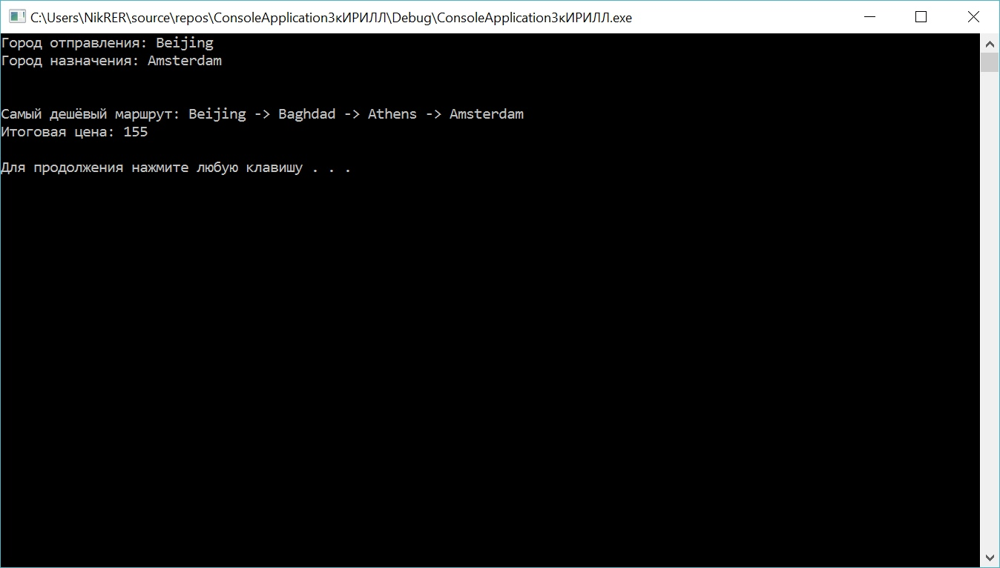 C:\Users\NikRER\source\repos\ConsoleApplication3кИРИЛЛ\Debug\ConsoleApplication3кИРИЛЛ.exe
Город отправления: Beijing
Город назначения: Amsterdam
Самый дешёвый маршрут: Beijing -> Baghdad -> Athens -> Amsterdam
Итоговая цена: 155
Для продолжения нажмите любую клавишу . . .